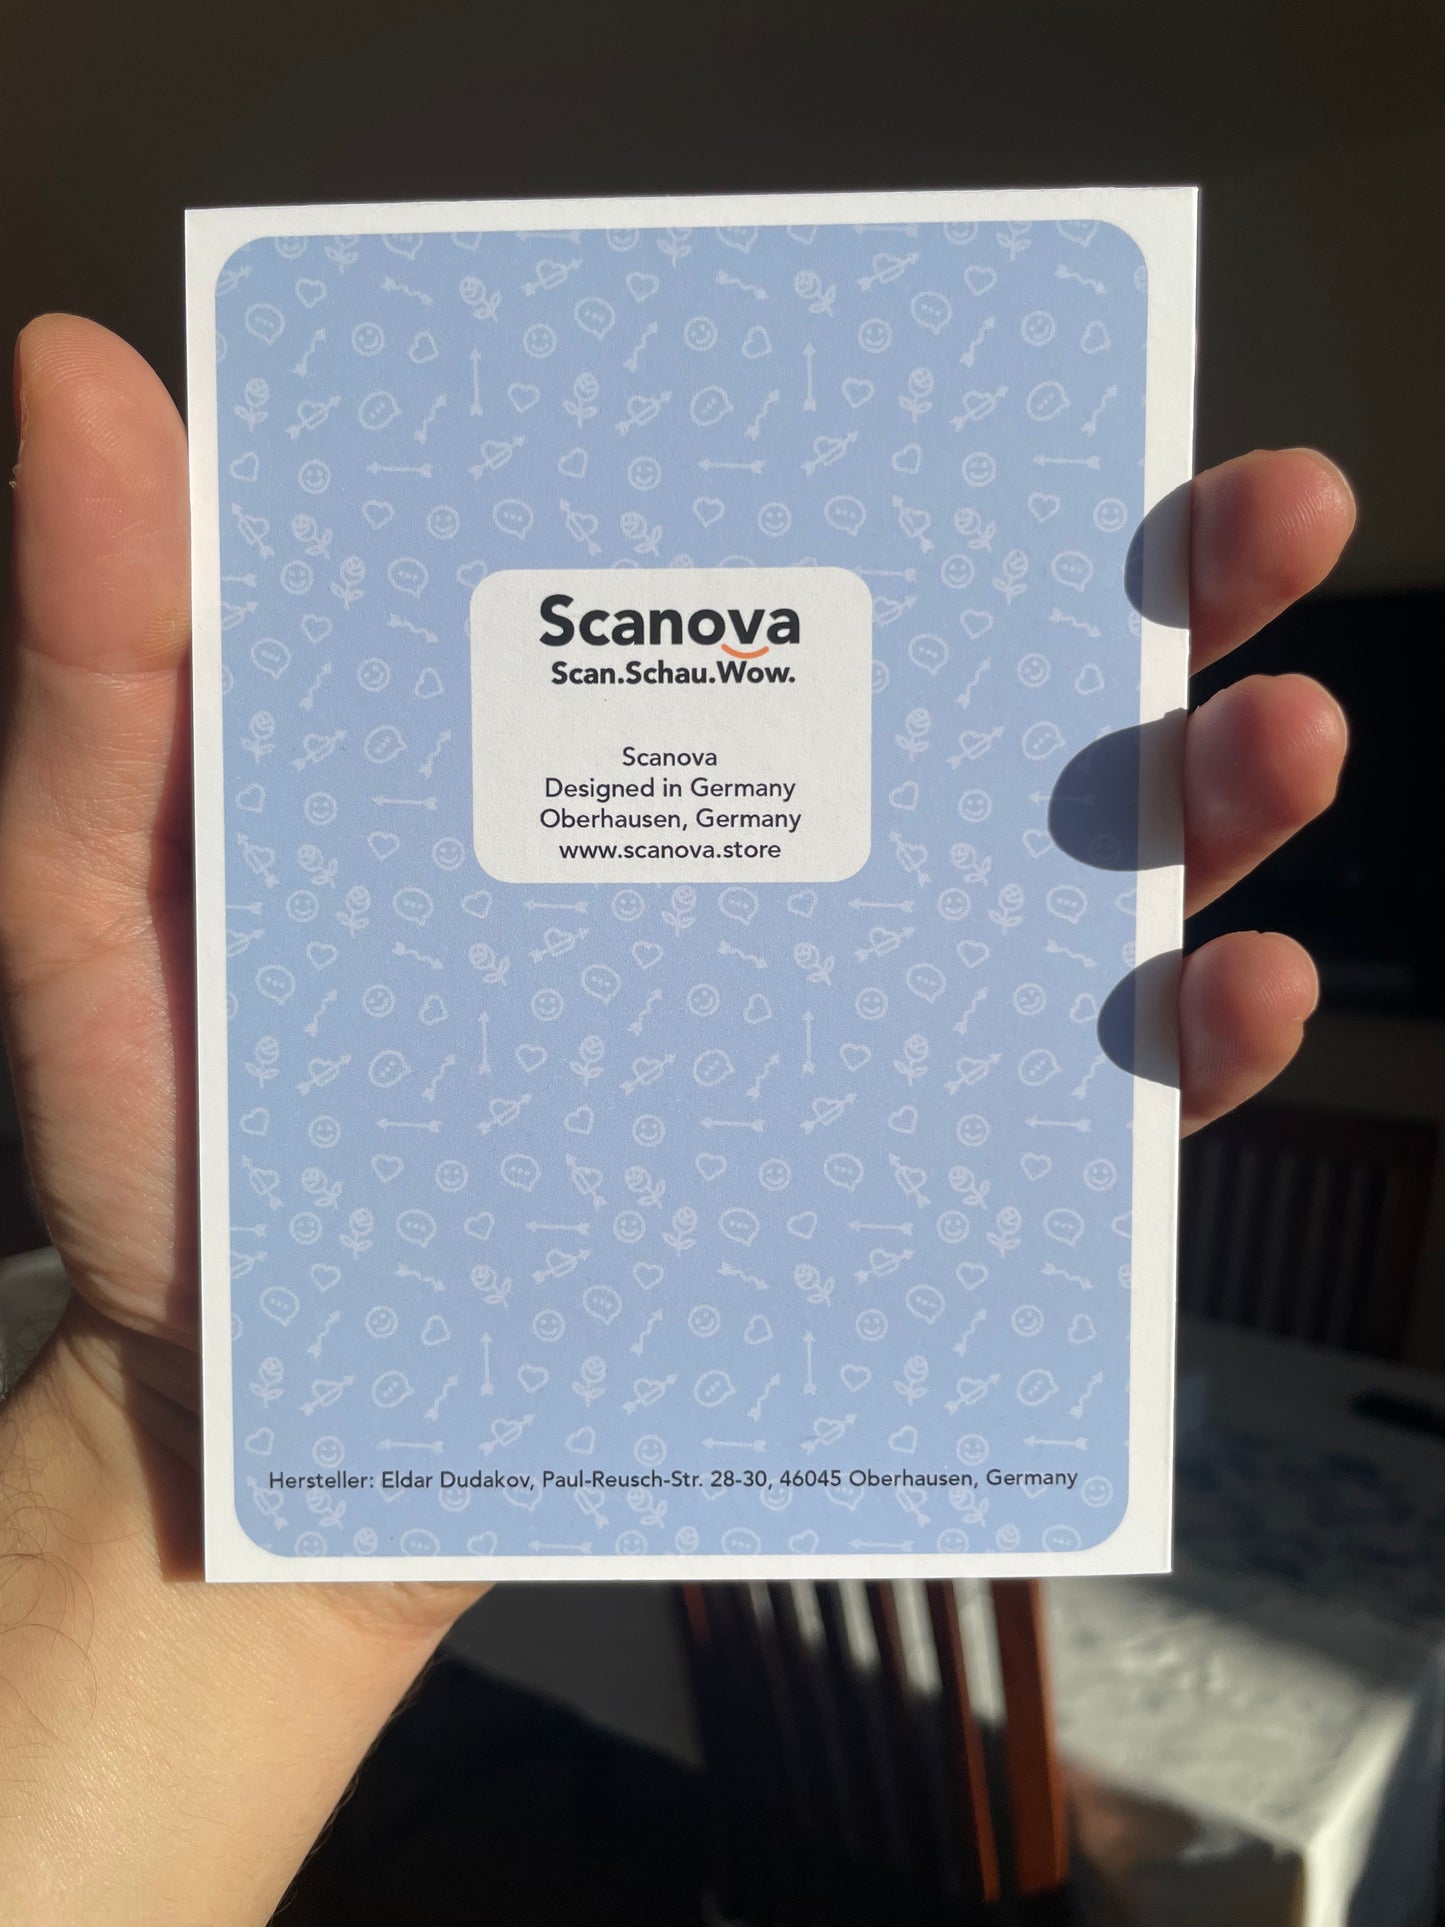 Scanova
Scan.Schau.Wow.
Scanova
Designed in Germany
Oberhausen, Germany
www.scanova.store
Hersteller: Eldar Dudakov, Paul-Reusch-Str. 28-30, 46045 Oberhausen, Germany